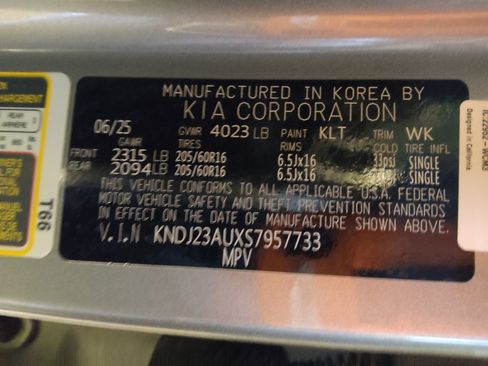 MANUFACTURED IN KOREA BY
KIA CORPORATION
06/25 GVWR 4023 LB PAINT KLT TRIM WK
GAWR TIRES RIMS COLD TIRE INFL
FRONT 2315 LB 205/60R16 6.5Jx16 33psi SINGLE
REAR 2094 LB 205/60R16 6.5Jx16 SINGLE
THIS VEHICLE CONFORMS TO ALL APPLICABLE U.S.A. FEDERAL
MOTOR VEHICLE SAFETY AND THEFT PREVENTION STANDARDS
IN EFFECT ON THE DATE OF MANUFACTURE SHOWN ABOVE.
V.I.N KNDJ23AUXS7957733
MPV
T66
REAR
ARRIÈRE
3
Designed in California